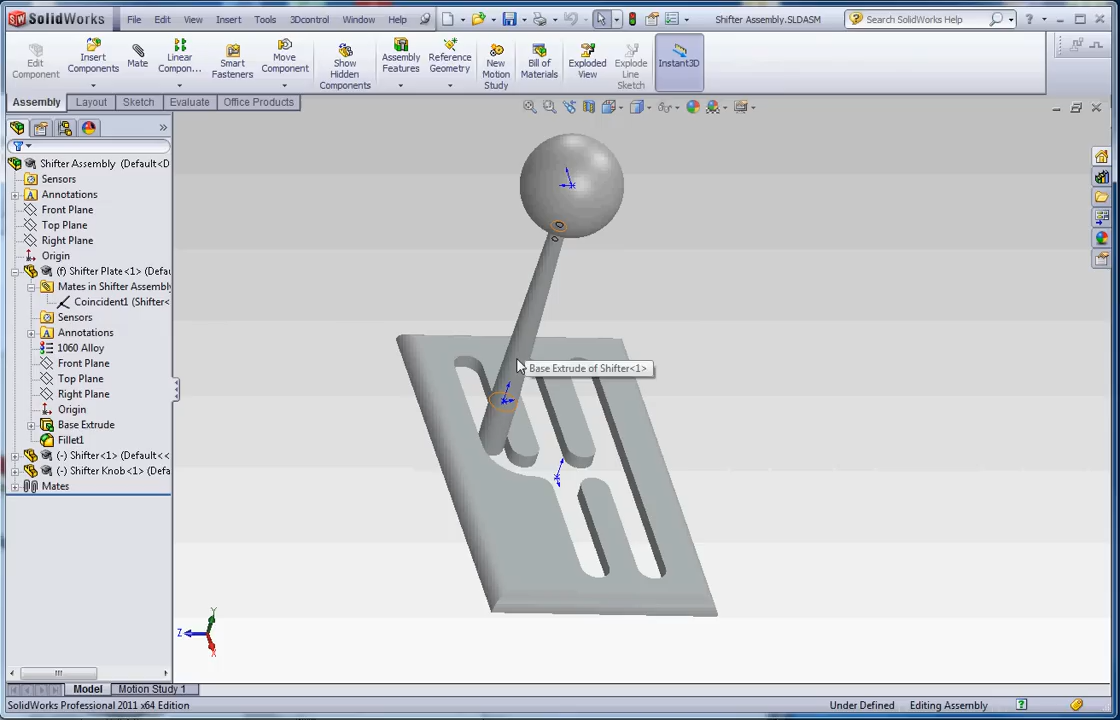 SolidWorks File Edit View Insert Tools 3Dcontrol Window Help Shifter Assembly.SLDASM Search SolidWorks Help
Edit Component
Insert Components
Mate
Linear Compon...
Smart Fasteners
Move Component
Show Hidden Components
Assembly Features
Reference Geometry
New Motion Study
Bill of Materials
Exploded View
Explode Line Sketch
Instant3D
Assembly Layout Sketch Evaluate Office Products
Shifter Assembly (Default<D
Sensors
Annotations
Front Plane
Top Plane
Right Plane
Origin
(f) Shifter Plate<1> (Defau
Mates in Shifter Assembly
Coincident1 (Shifter<
Sensors
Annotations
1060 Alloy
Front Plane
Top Plane
Right Plane
Origin
Base Extrude
Fillet1
(-) Shifter<1> (Default<<
(-) Shifter Knob<1> (Defa
Mates
Base Extrude of Shifter<1>
Y
Z
X
Model Motion Study 1
SolidWorks Professional 2011 x64 Edition Under Defined Editing Assembly